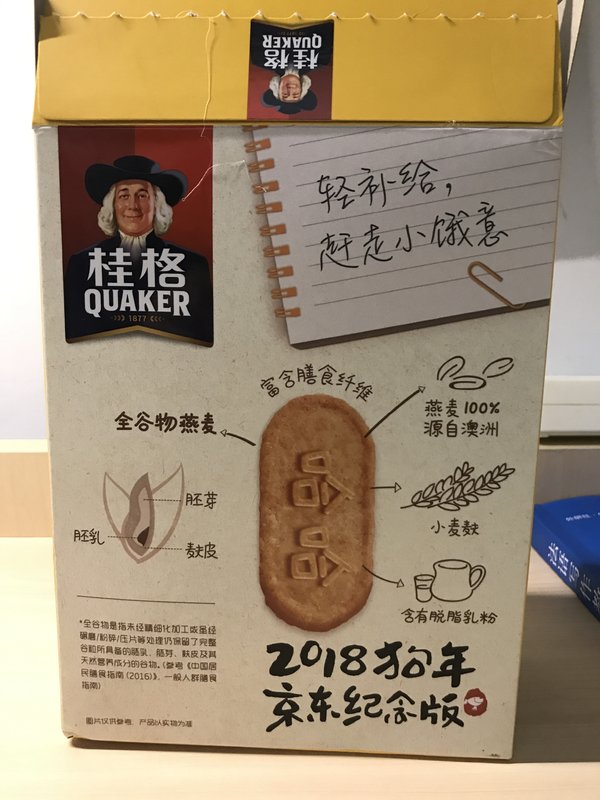 桂格
QUAKER
桂格
QUAKER
1877
轻补给，
赶走小饿意
富含膳食纤维
全谷物燕麦
燕麦100%
源自澳洲
胚芽
胚乳
麸皮
小麦麸
含有脱脂乳粉
哈哈
*全谷物是指未经精细化加工或虽经
碾磨/粉碎/压片等处理仍保留了完整
谷粒所具备的胚乳、胚芽、麸皮及其
天然营养成分的谷物。(参考《中国居
民膳食指南(2016)》，一般人群膳食
指南)
图片仅供参考，产品以实物为准
2018狗年
京东纪念版